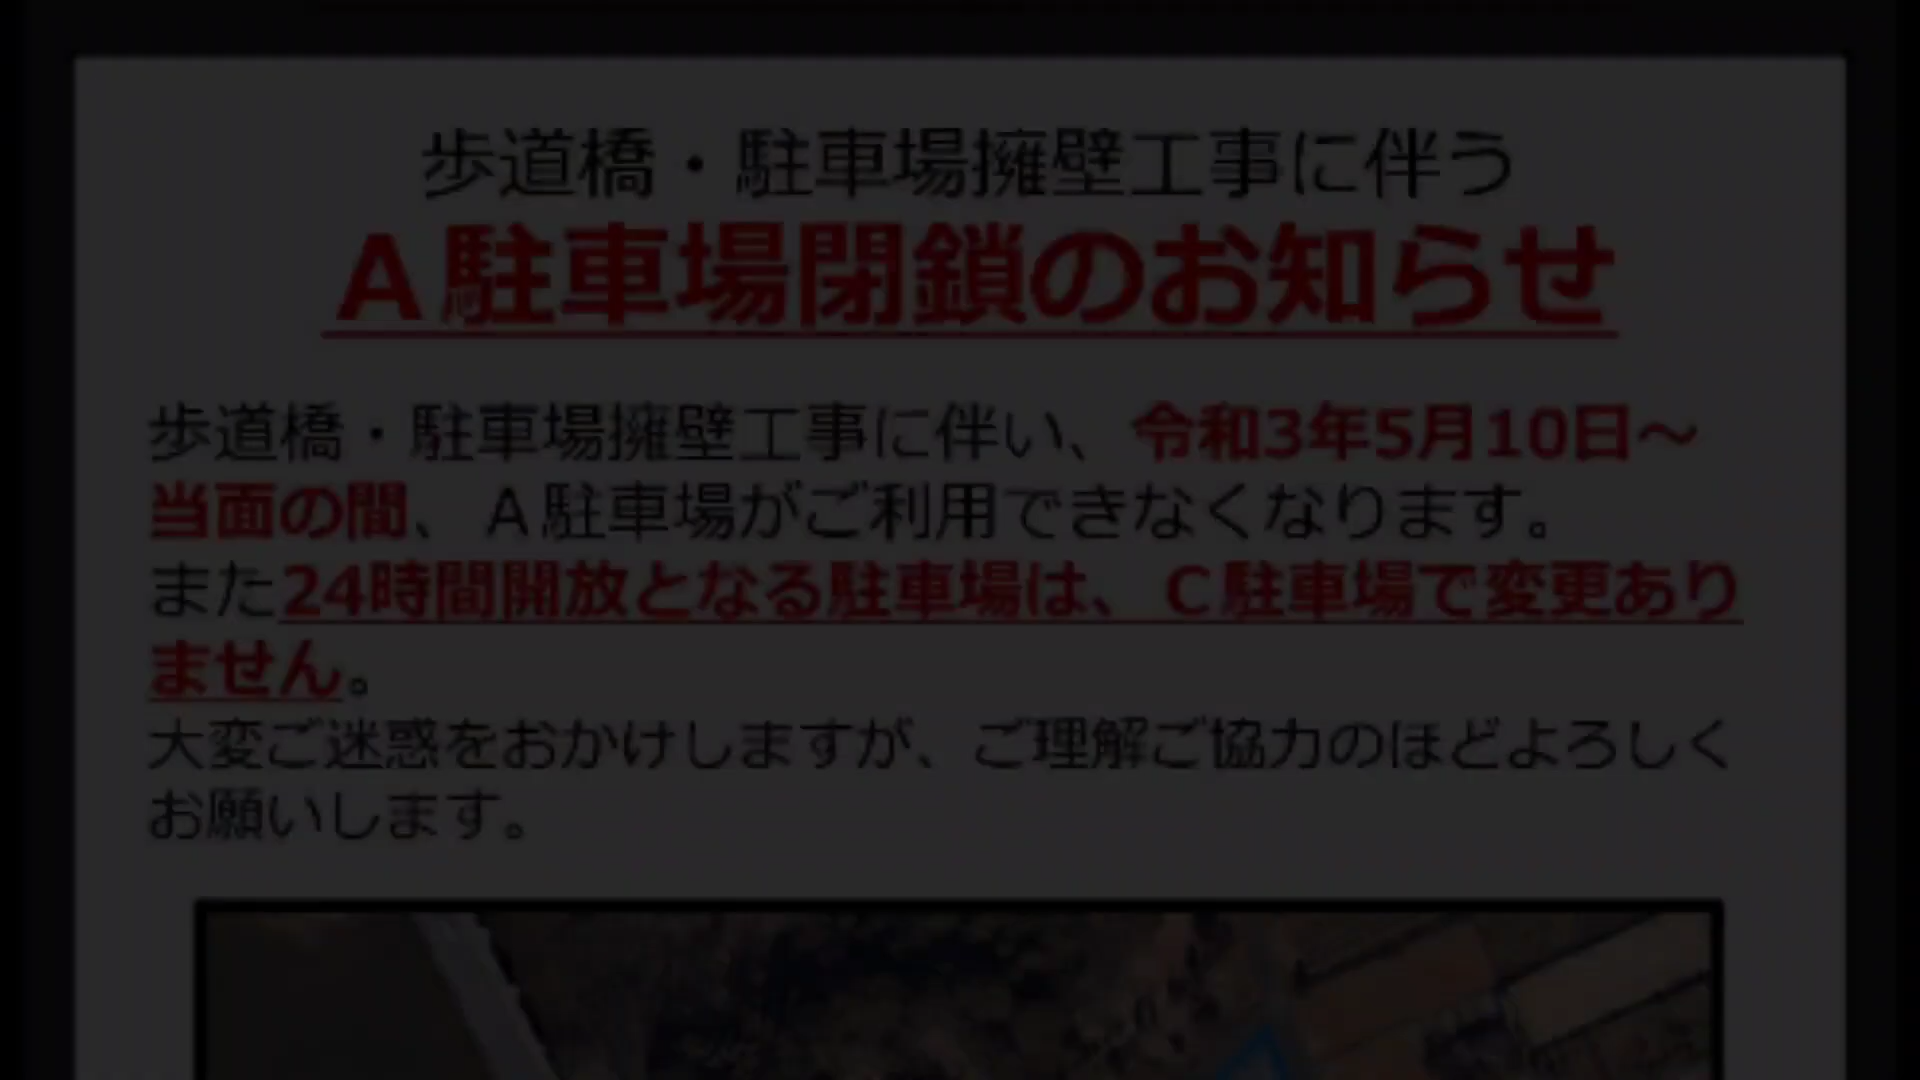 歩道橋・駐車場擁壁工事に伴う
A駐車場閉鎖のお知らせ
歩道橋・駐車場擁壁工事に伴い、令和3年5月10日～
当面の間、A駐車場がご利用できなくなります。
また24時間開放となる駐車場は、C駐車場で変更あり
ません。
大変ご迷惑をおかけしますが、ご理解ご協力のほどよろしく
お願いします。